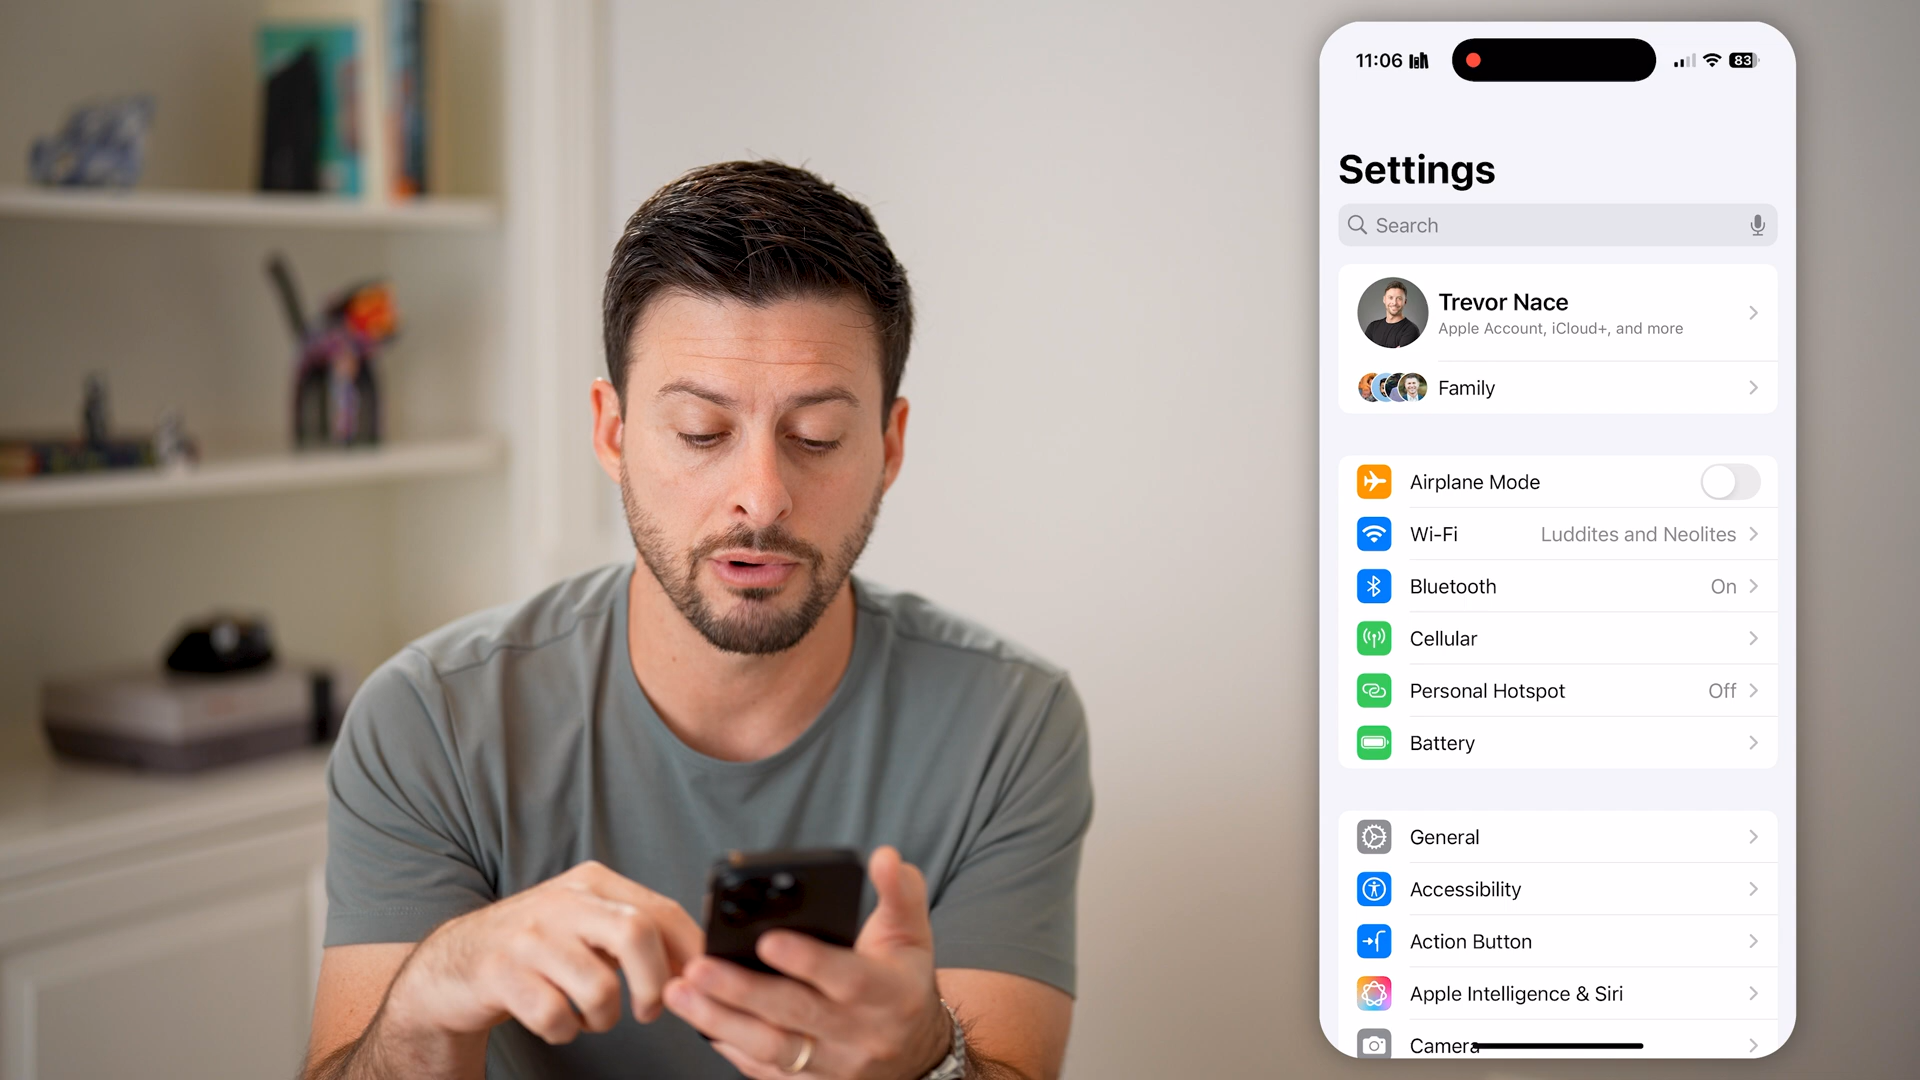 11:06
83
Settings
Search
Trevor Nace
Apple Account, iCloud+, and more
Family
Airplane Mode
Wi-Fi Luddites and Neolites
Bluetooth On
Cellular
Personal Hotspot Off
Battery
General
Accessibility
Action Button
Apple Intelligence & Siri
Camera